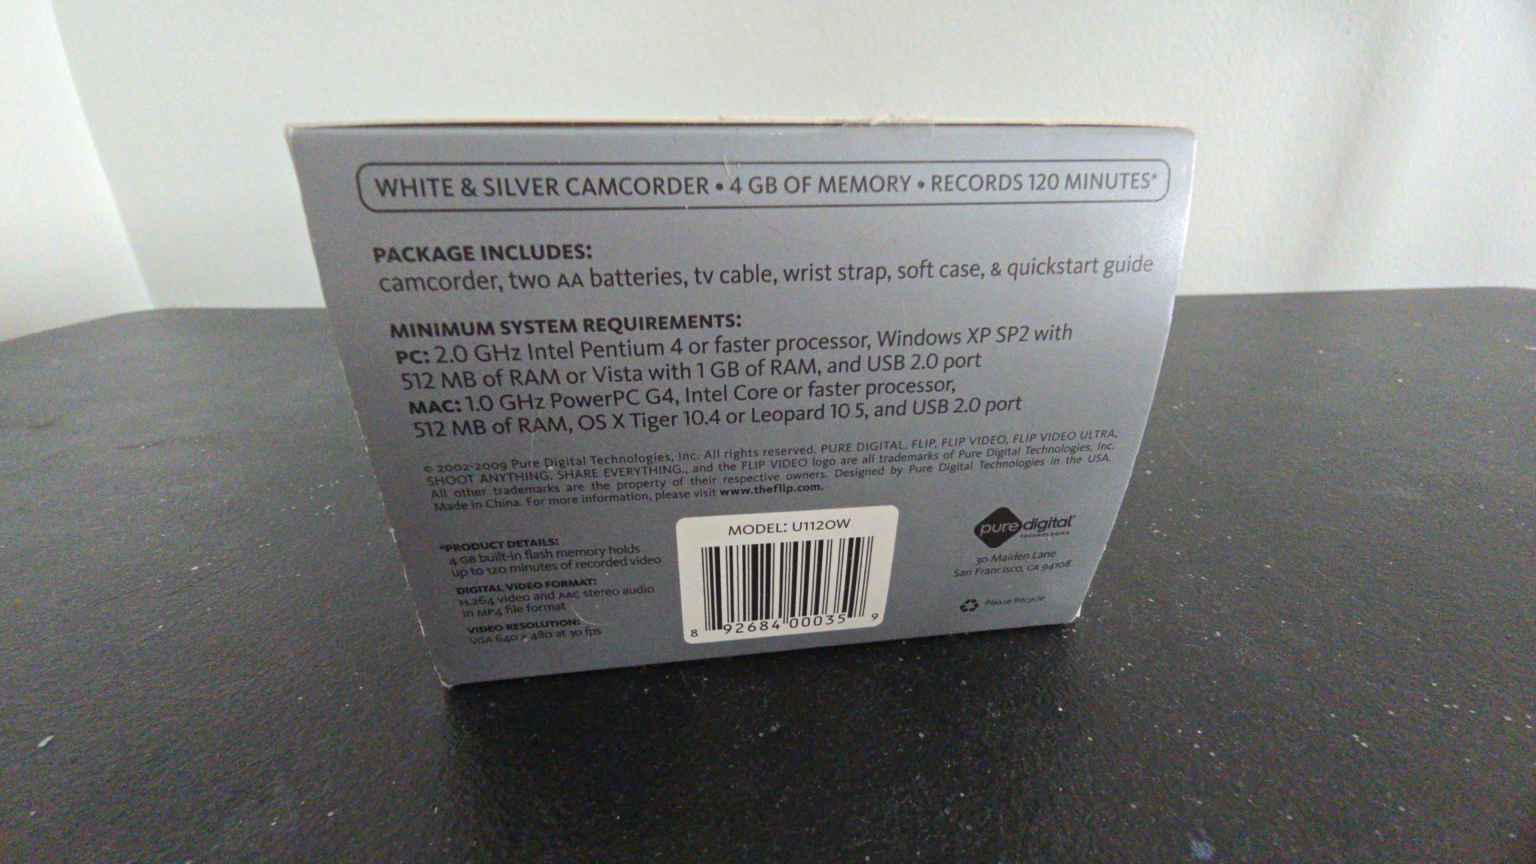 WHITE & SILVER CAMCORDER • 4 GB OF MEMORY • RECORDS 120 MINUTES*
PACKAGE INCLUDES:
camcorder, two AA batteries, tv cable, wrist strap, soft case, & quickstart guide
MINIMUM SYSTEM REQUIREMENTS:
PC: 2.0 GHz Intel Pentium 4 or faster processor, Windows XP SP2 with
512 MB of RAM or Vista with 1 GB of RAM, and USB 2.0 port
MAC: 1.0 GHz PowerPC G4, Intel Core or faster processor,
512 MB of RAM, OS X Tiger 10.4 or Leopard 10.5, and USB 2.0 port
© 2002-2009 Pure Digital Technologies, Inc. All rights reserved. PURE DIGITAL, FLIP, FLIP VIDEO, FLIP VIDEO ULTRA,
SHOOT ANYTHING. SHARE EVERYTHING., and the FLIP VIDEO logo are all trademarks of Pure Digital Technologies, Inc.
All other trademarks are the property of their respective owners. Designed by Pure Digital Technologies in the USA.
Made in China. For more information, please visit www.theflip.com.
*PRODUCT DETAILS:
4 GB built-in flash memory holds
up to 120 minutes of recorded video
DIGITAL VIDEO FORMAT:
H.264 video and AAC stereo audio
in MP4 file format
VIDEO RESOLUTION:
VGA 640 x 480 at 30 fps
MODEL: U1120W
8 92684 00035 9
pure digital
TECHNOLOGIES
30 Maiden Lane
San Francisco, CA 94108
Please Recycle